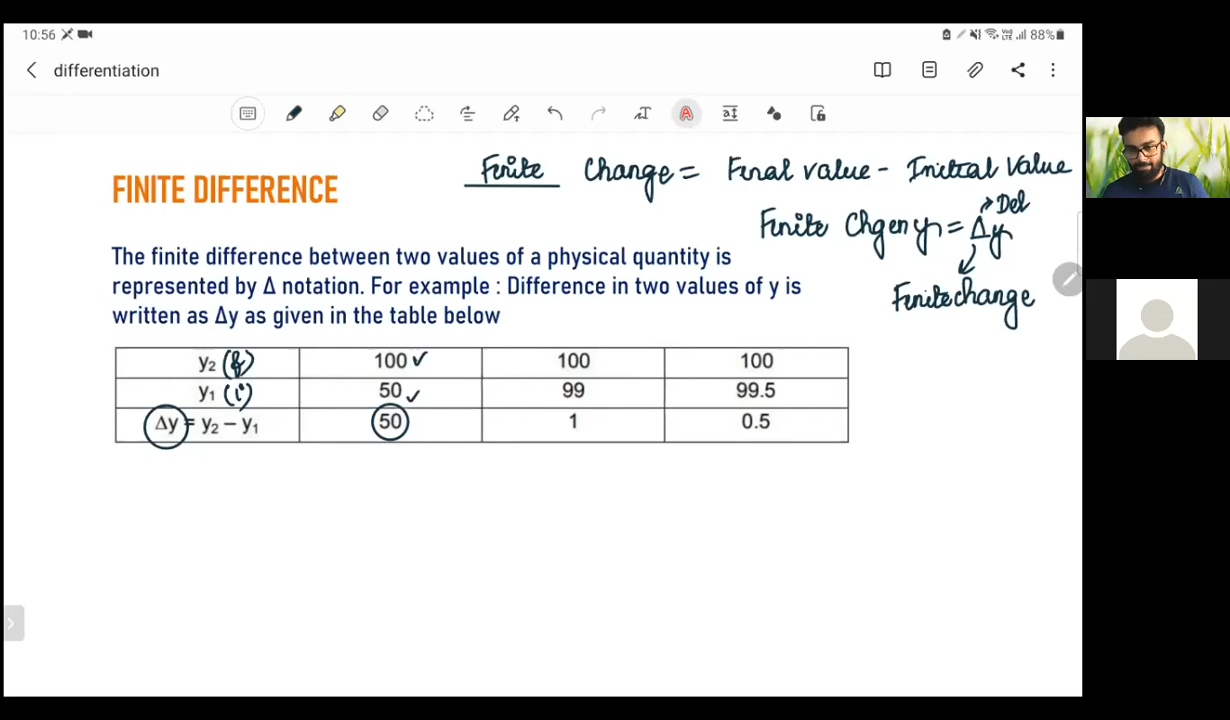 10:56
88%
differentiation
Finite Change = Final value - Initial Value
FINITE DIFFERENCE
Del
Finite Chgen y = Δy
Finite change
The finite difference between two values of a physical quantity is
represented by Δ notation. For example : Difference in two values of y is
written as Δy as given in the table below
y₂ (f) 100 ✓ 100 100
y₁ (i) 50 ✓ 99 99.5
Δy = y₂ – y₁ 50 1 0.5